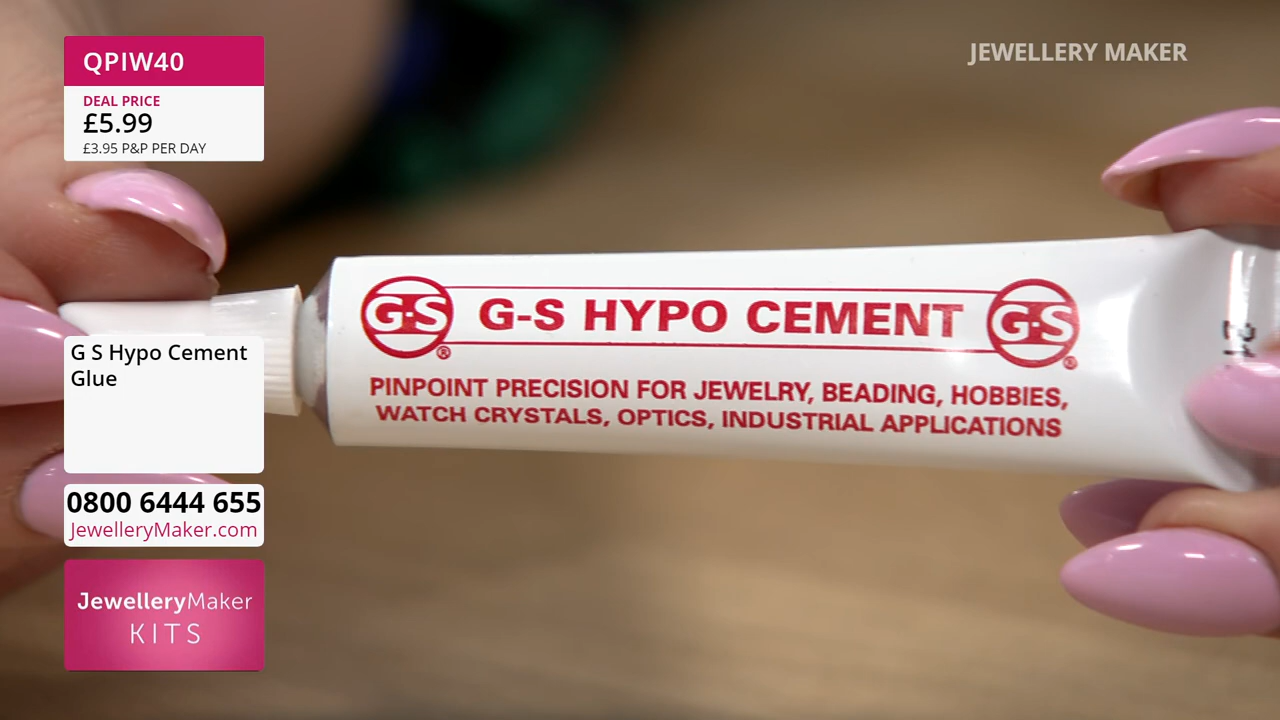 QPIW40
DEAL PRICE
£5.99
£3.95 P&P PER DAY
JEWELLERY MAKER
G-S
®
G-S HYPO CEMENT
G-S
®
PINPOINT PRECISION FOR JEWELRY, BEADING, HOBBIES,
WATCH CRYSTALS, OPTICS, INDUSTRIAL APPLICATIONS
G S Hypo Cement
Glue
0800 6444 655
JewelleryMaker.com
JewelleryMaker
KITS